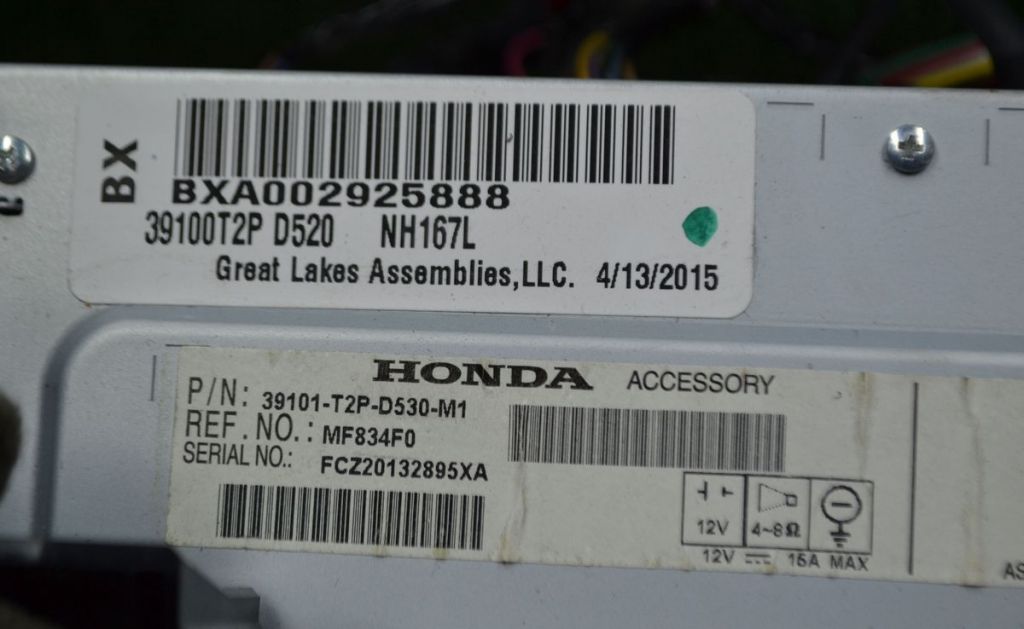 BX
BXA002925888
39100T2P D520 NH167L
Great Lakes Assemblies,LLC. 4/13/2015
HONDA ACCESSORY
P/N: 39101-T2P-D530-M1
REF.NO.: MF834F0
SERIAL NO.: FCZ20132895XA
12V 4~8Ω
12V 15A MAX
AS